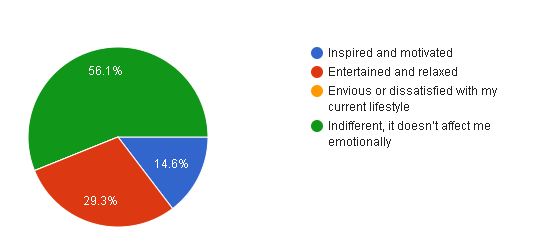 56.1%
14.6%
29.3%
Inspired and motivated
Entertained and relaxed
Envious or dissatisfied with my
current lifestyle
Indifferent, it doesn't affect me
emotionally